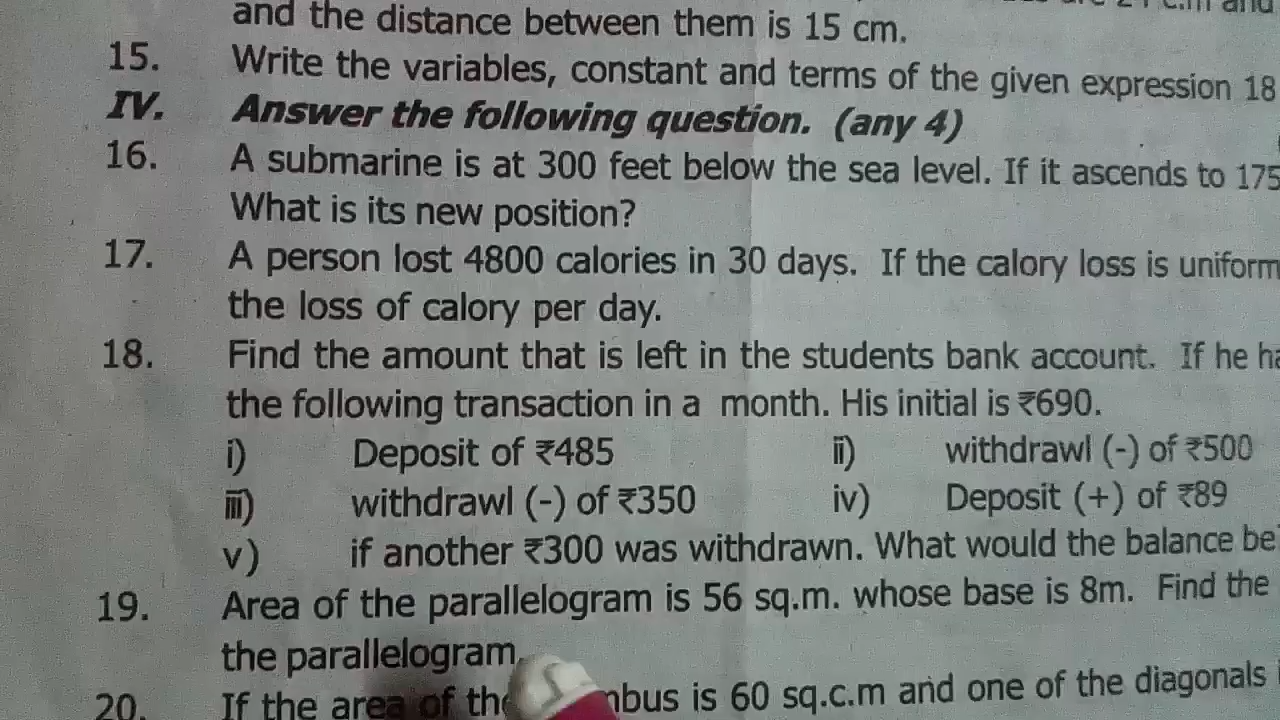 and the distance between them is 15 cm.
15. Write the variables, constant and terms of the given expression 18
IV. Answer the following question. (any 4)
16. A submarine is at 300 feet below the sea level. If it ascends to 175
What is its new position?
17. A person lost 4800 calories in 30 days. If the calory loss is uniform
the loss of calory per day.
18. Find the amount that is left in the students bank account. If he
the following transaction in a month. His initial is ₹690.
i) Deposit of ₹485 ii) withdrawl (-) of ₹500
iii) withdrawl (-) of ₹350 iv) Deposit (+) of ₹89
v) if another ₹300 was withdrawn. What would the balance be
19. Area of the parallelogram is 56 sq.m. whose base is 8m. Find the
the parallelogram.
20. If the area of the is 60 sq.c.m and one of the diagonals